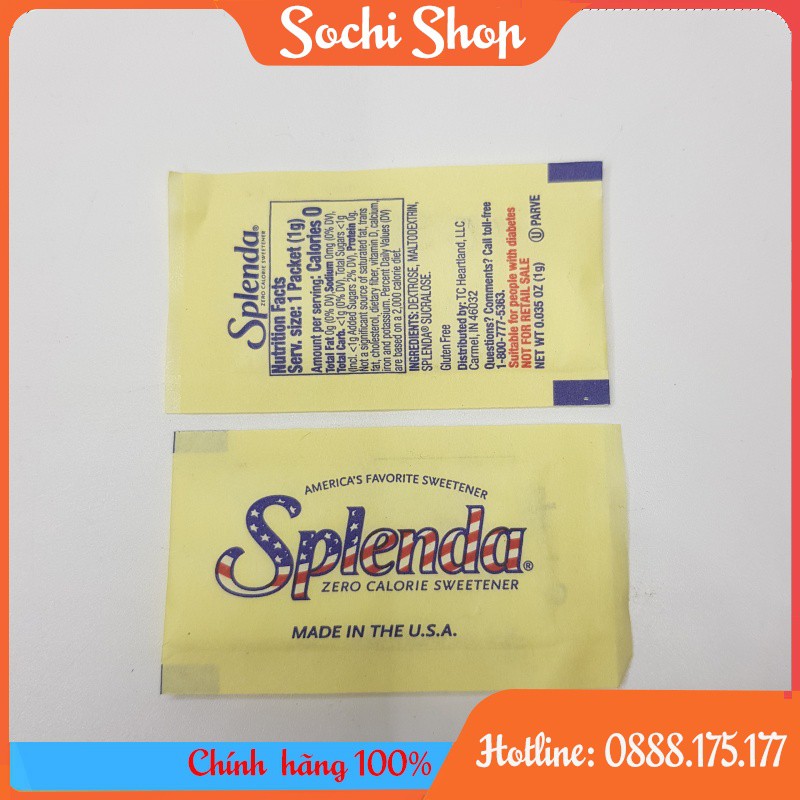 Sochi Shop
Splenda®
ZERO CALORIE SWEETENER
Nutrition Facts
Serv. size: 1 Packet (1g)
Amount per serving: Calories 0
Total Fat 0g (0% DV), Sodium 0mg (0% DV),
Total Carb. <1g (0% DV), Total Sugars <1g
(Incl. <1g Added Sugars 2% DV), Protein 0g.
Not a significant source of saturated fat, trans
fat, cholesterol, dietary fiber, vitamin D, calcium,
iron and potassium. Percent Daily Values (DV)
are based on a 2,000 calorie diet.
INGREDIENTS: DEXTROSE, MALTODEXTRIN,
SPLENDA® SUCRALOSE.
Gluten Free
Distributed by: TC Heartland, LLC
Carmel, IN 46032
Questions? Comments? Call toll-free
1-800-777-5363.
Suitable for people with diabetes
NOT FOR RETAIL SALE
NET WT 0.035 OZ (1g)
U PARVE
AMERICA'S FAVORITE SWEETENER
Splenda®
ZERO CALORIE SWEETENER
MADE IN THE U.S.A.
Chính hãng 100%
Hotline: 0888.175.177